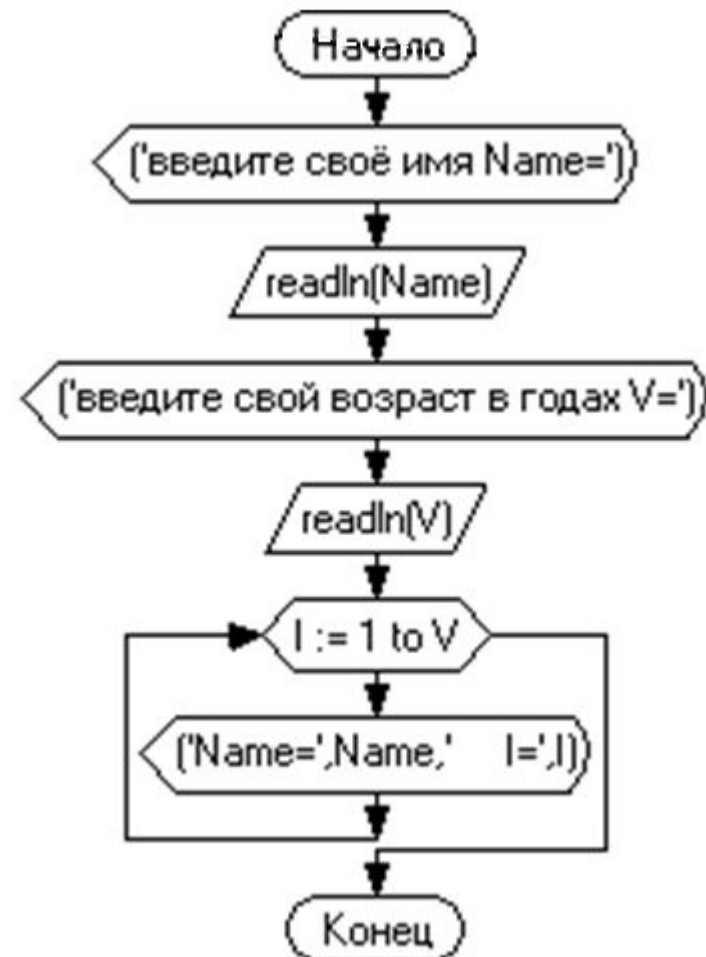 Начало
('введите своё имя Name=')
readln(Name)
('введите свой возраст в годах V=')
readln(V)
I := 1 to V
('Name=',Name,'    I=',I)
Конец